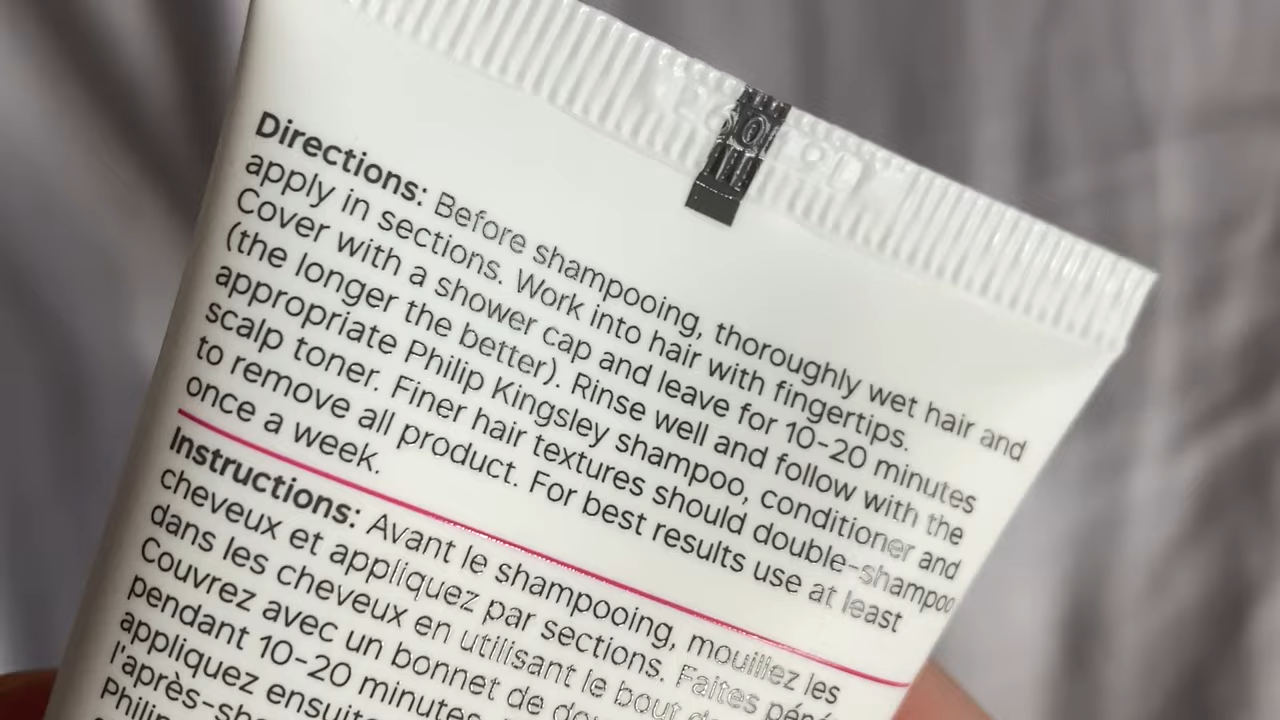 Directions: Before shampooing, thoroughly wet hair and
apply in sections. Work into hair with fingertips.
Cover with a shower cap and leave for 10-20 minutes
(the longer the better). Rinse well and follow with the
appropriate Philip Kingsley shampoo, conditioner and
scalp toner. Finer hair textures should double-shampoo
to remove all product. For best results use at least
once a week.
Instructions: Avant le shampooing, mouillez les
cheveux et appliquez par sections. Faites
dans les cheveux en utilisant le bout
Couvrez avec un bonnet de
pendant 10-20 minutes
appliquez ensuite